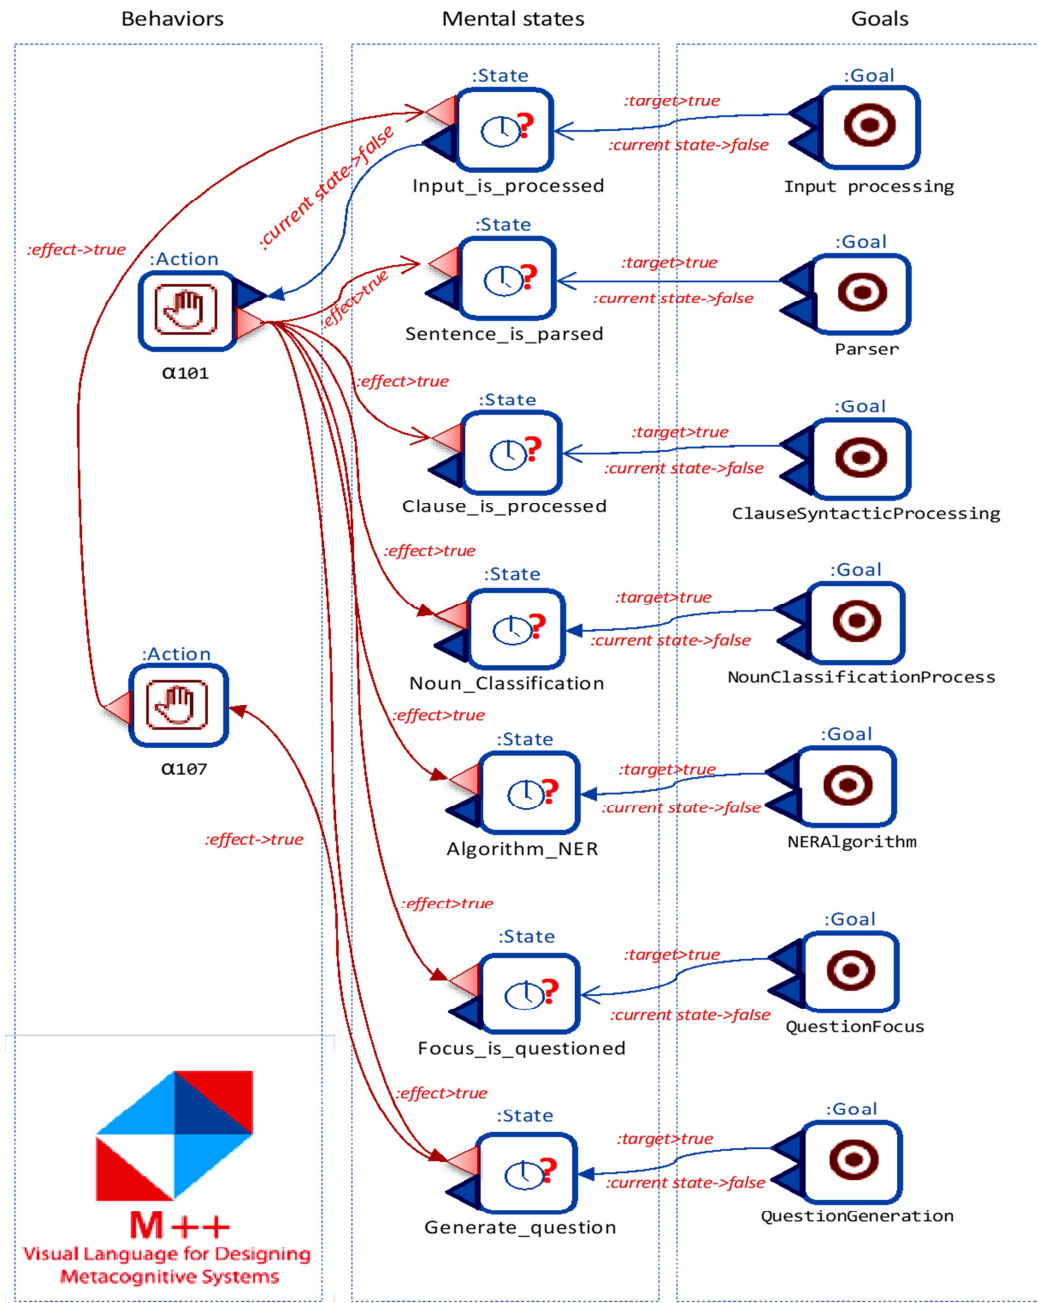 Behaviors
Mental states
Goals
:State
:Goal
:target>true
:current state->false
:current state->false
Input_is_processed
Input processing
:effect->true
:Action
α101
:State
:Goal
:target>true
:current state->false
:effect>true
Sentence_is_parsed
Parser
:effect>true
:State
:Goal
:target>true
:current state->false
Clause_is_processed
ClauseSyntacticProcessing
:effect>true
:State
:Goal
:target>true
:current state->false
Noun_Classification
NounClassificationProcess
:Action
α107
:effect>true
:State
:Goal
:target>true
:current state->false
Algorithm_NER
NERAlgorithm
:effect->true
:effect>true
:State
:Goal
:target>true
:current state->false
Focus_is_questioned
QuestionFocus
:effect>true
:State
:Goal
:target>true
:current state->false
Generate_question
QuestionGeneration
M++
Visual Language for Designing
Metacognitive Systems